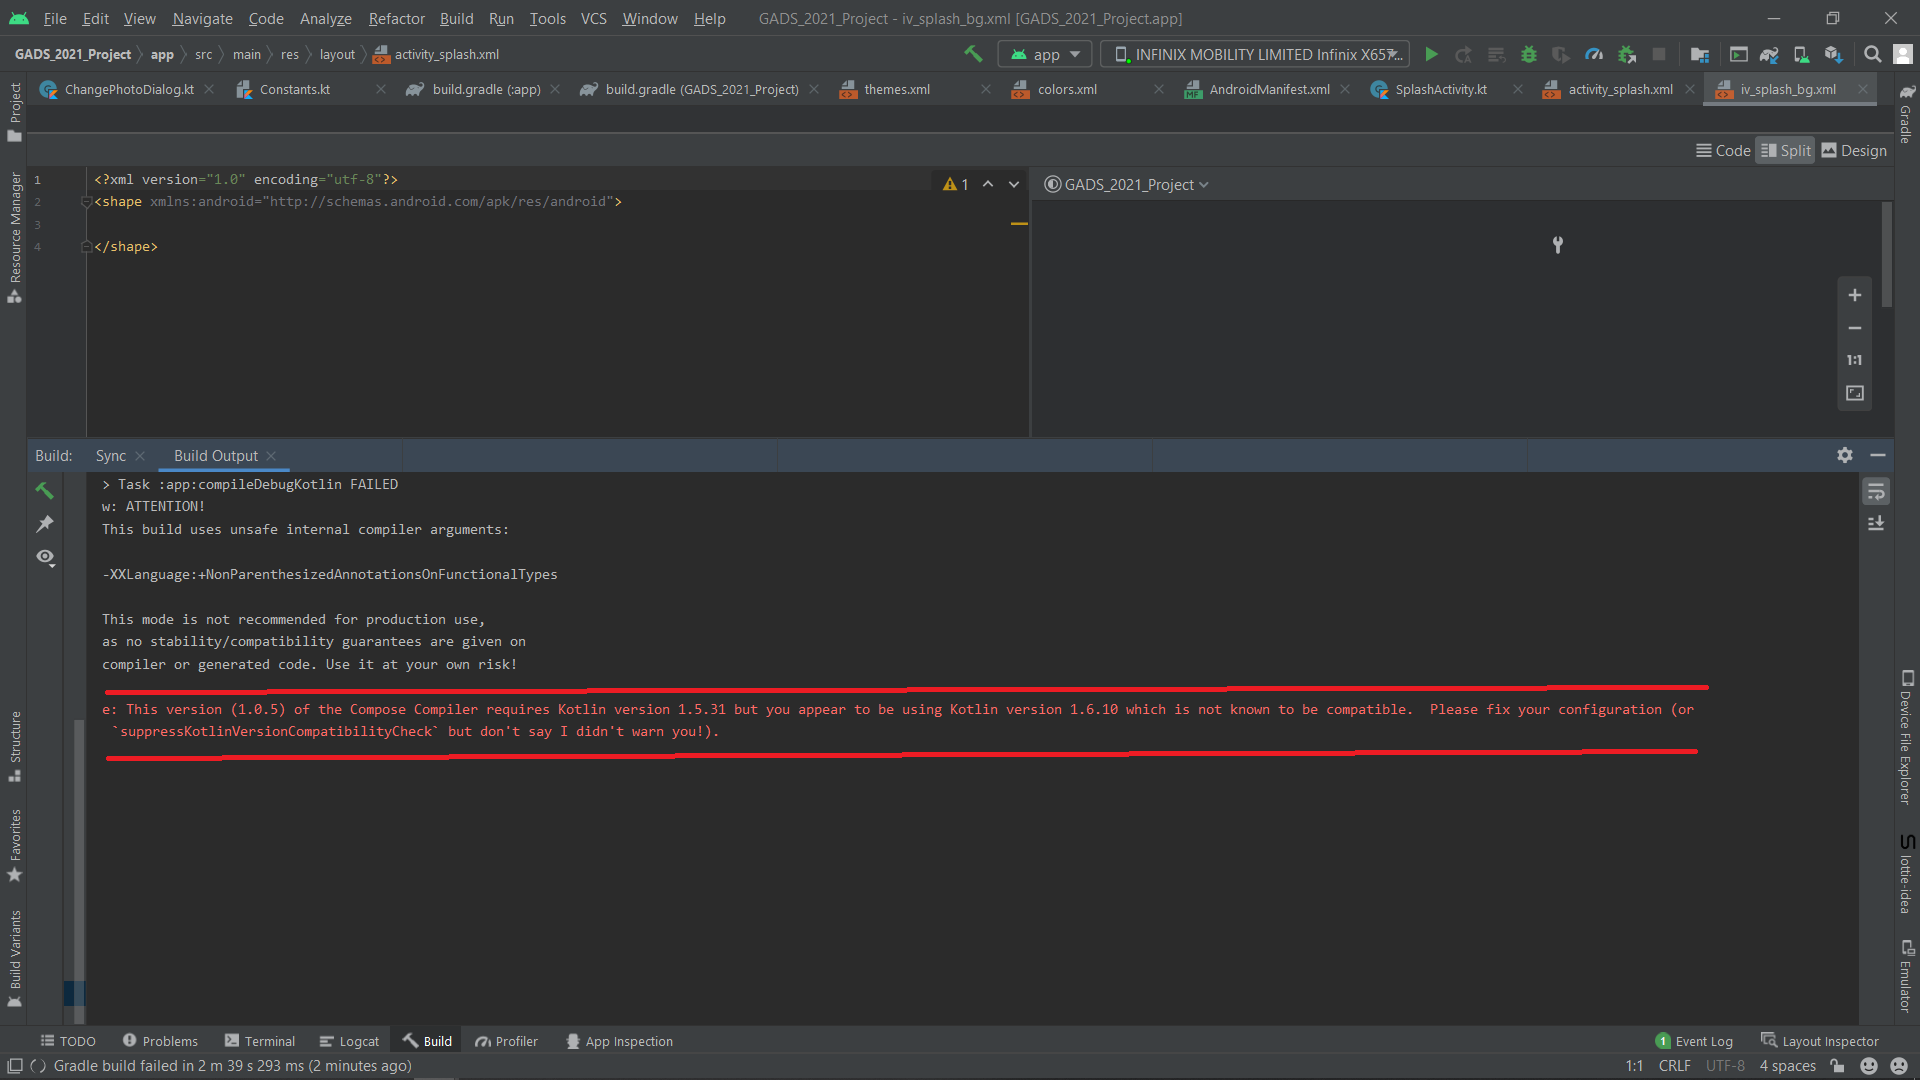 File Edit View Navigate Code Analyze Refactor Build Run Tools VCS Window Help GADS_2021_Project - iv_splash_bg.xml [GADS_2021_Project.app]
GADS_2021_Project app src main res layout activity_splash.xml app INFINIX MOBILITY LIMITED Infinix X657...
ChangePhotoDialog.kt Constants.kt build.gradle (:app) build.gradle (GADS_2021_Project) themes.xml colors.xml AndroidManifest.xml SplashActivity.kt activity_splash.xml iv_splash_bg.xml
Code Split Design
1 <?xml version="1.0" encoding="utf-8"?>
2 <shape xmlns:android="http://schemas.android.com/apk/res/android">
3
4 </shape>
1
GADS_2021_Project
1:1
Build: Sync Build Output
> Task :app:compileDebugKotlin FAILED
w: ATTENTION!
This build uses unsafe internal compiler arguments:
-XXLanguage:+NonParenthesizedAnnotationsOnFunctionalTypes
This mode is not recommended for production use,
as no stability/compatibility guarantees are given on
compiler or generated code. Use it at your own risk!
e: This version (1.0.5) of the Compose Compiler requires Kotlin version 1.5.31 but you appear to be using Kotlin version 1.6.10 which is not known to be compatible.  Please fix your configuration (or
`suppressKotlinVersionCompatibilityCheck` but don't say I didn't warn you!).
Project
Resource Manager
Structure
Favorites
Build Variants
Gradle
Device File Explorer
lottie-idea
Emulator
TODO Problems Terminal Logcat Build Profiler App Inspection 1 Event Log Layout Inspector
Gradle build failed in 2 m 39 s 293 ms (2 minutes ago) 1:1 CRLF UTF-8 4 spaces